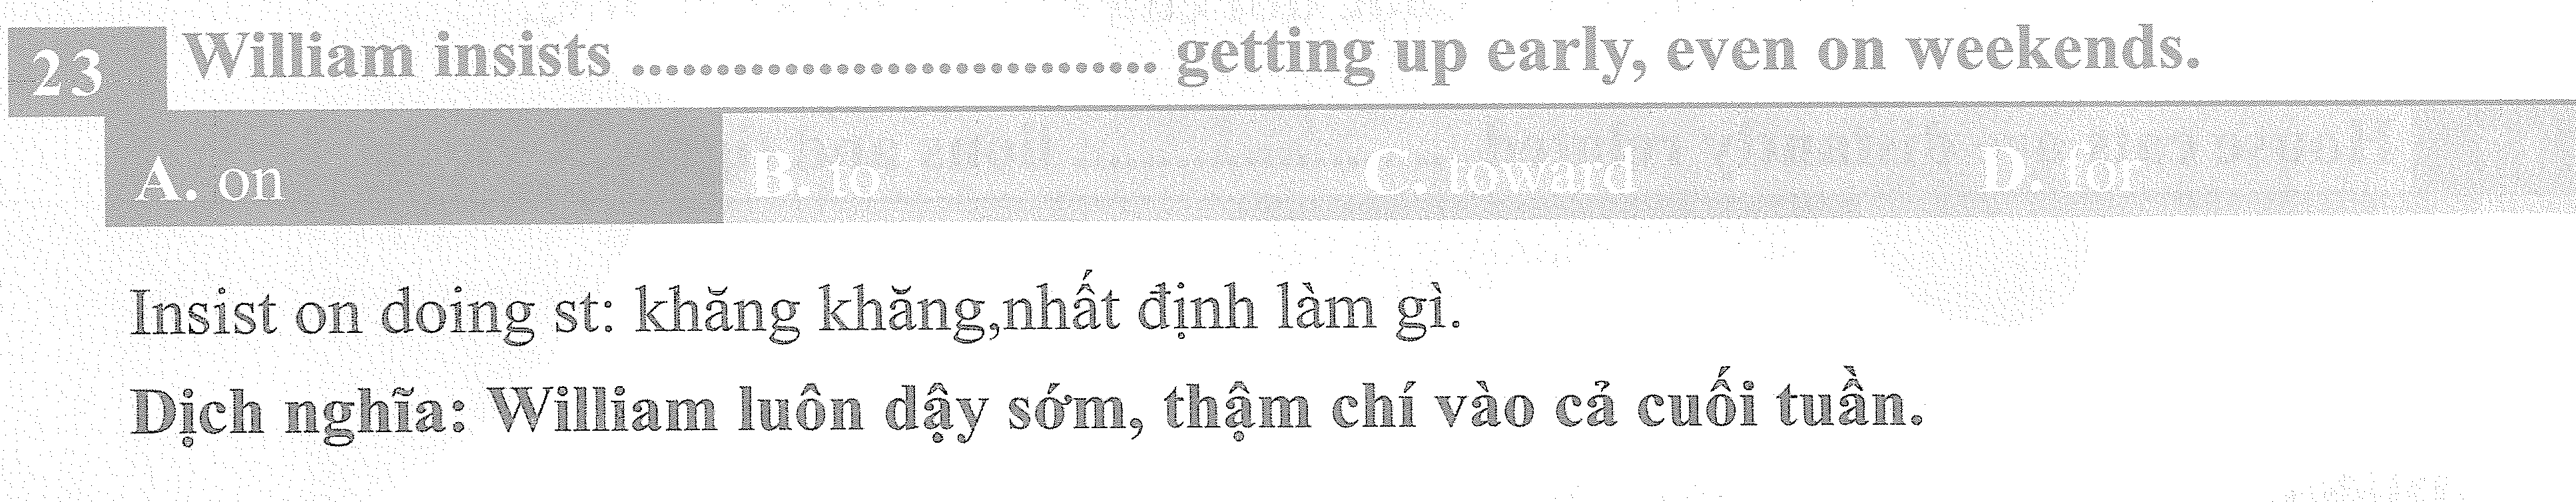 23 William insists .................................. getting up early, even on weekends.
A. on B. to C. toward D. for
Insist on doing st: khăng khăng,nhất định làm gì.
Dịch nghĩa: William luôn dậy sớm, thậm chí vào cả cuối tuần.